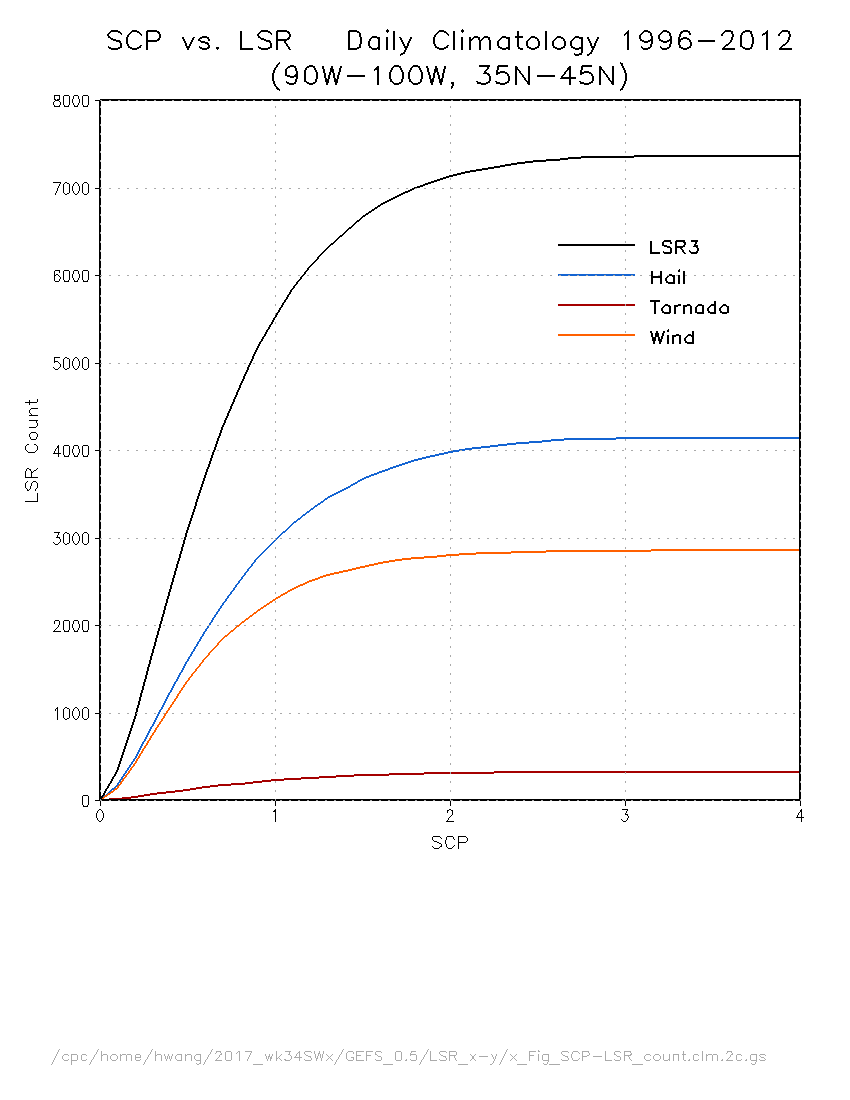 SCP vs. LSR   Daily Climatology 1996-2012
(90W-100W, 35N-45N)
8000
7000
6000
5000
4000
3000
2000
1000
0
LSR Count
LSR3
Hail
Tornado
Wind
0 1 2 3 4
SCP
/cpc/home/hwang/2017_wk34SWx/GEFS_0.5/LSR_x-y/x_Fig_SCP-LSR_count.clm.2c.gs